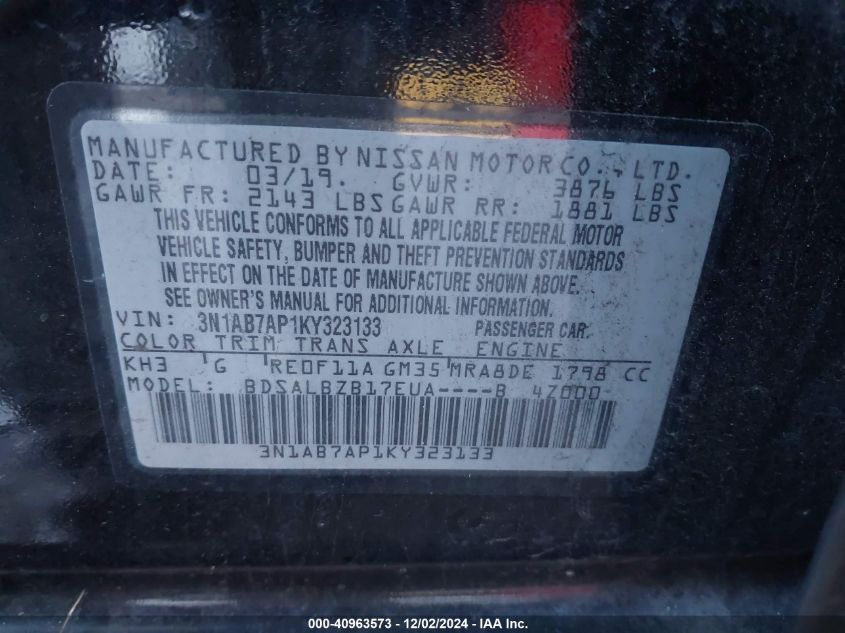 MANUFACTURED BY NISSAN MOTOR CO., LTD.
DATE: 03/19. GVWR: 3876 LBS
GAWR FR: 2143 LBS GAWR RR: 1881 LBS
THIS VEHICLE CONFORMS TO ALL APPLICABLE FEDERAL MOTOR
VEHICLE SAFETY, BUMPER AND THEFT PREVENTION STANDARDS
IN EFFECT ON THE DATE OF MANUFACTURE SHOWN ABOVE.
SEE OWNER'S MANUAL FOR ADDITIONAL INFORMATION.
VIN: 3N1AB7AP1KY323133 PASSENGER CAR.
COLOR TRIM TRANS AXLE ENGINE
KH3 G RE0F11A GM35 MRA8DE 1798 CC
MODEL: BDSALBZB17EUA----B 4Z000-
3N1AB7AP1KY323133
000-40963573 - 12/02/2024 - IAA Inc.